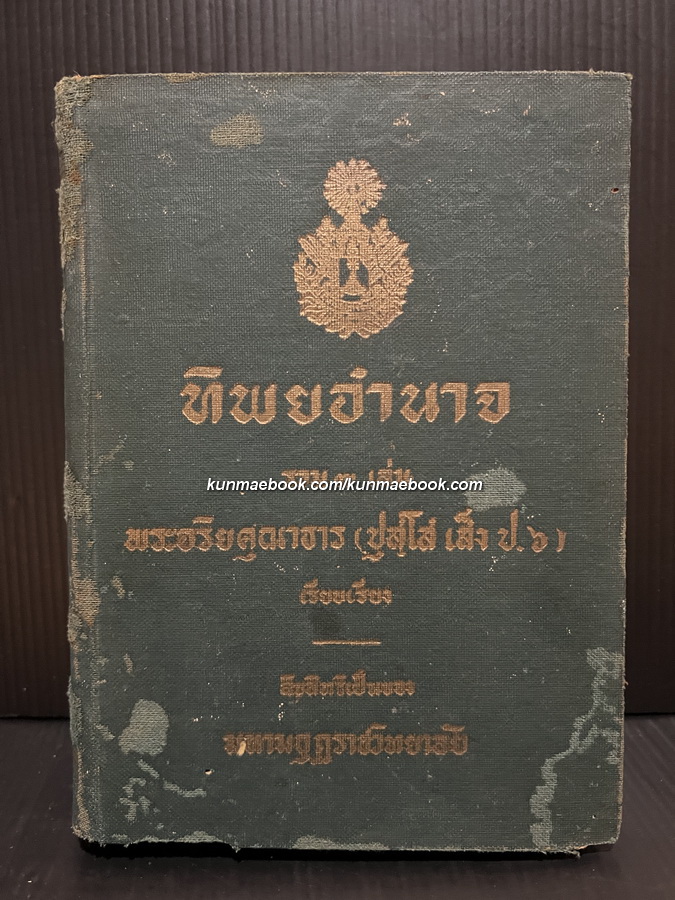 ทิพยอำนาจ
รวม ๓ เล่ม
kunmaebook.com/kunmaebook.com
พระอริยคุณาธาร (ปุสฺโส เส็ง ป.๖)
เรียบเรียง
ลิขสิทธิเป็นของ
มหามกุฏราชวิทยาลัย